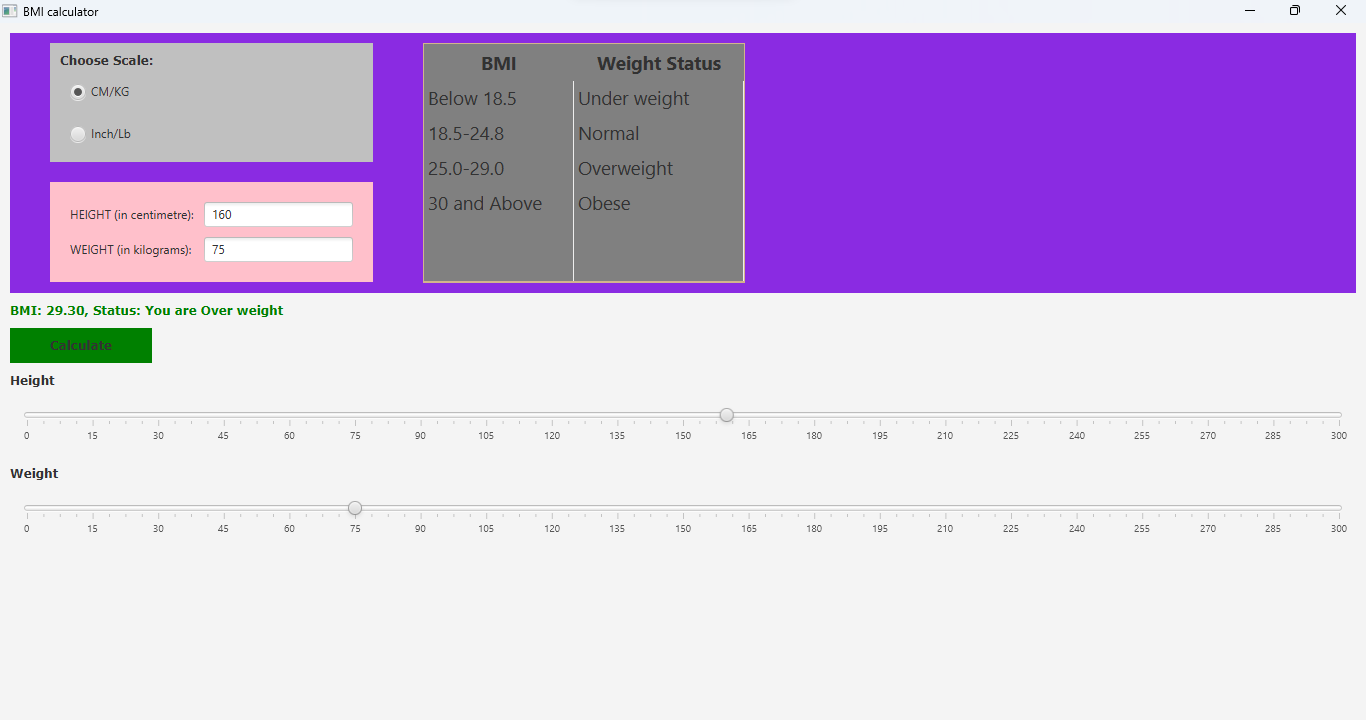 BMI calculator
Choose Scale:
CM/KG
Inch/Lb
HEIGHT (in centimetre): 160
WEIGHT (in kilograms): 75
BMI Weight Status
Below 18.5 Under weight
18.5-24.8 Normal
25.0-29.0 Overweight
30 and Above Obese
BMI: 29.30, Status: You are Over weight
Calculate
Height
0 15 30 45 60 75 90 105 120 135 150 165 180 195 210 225 240 255 270 285 300
Weight
0 15 30 45 60 75 90 105 120 135 150 165 180 195 210 225 240 255 270 285 300